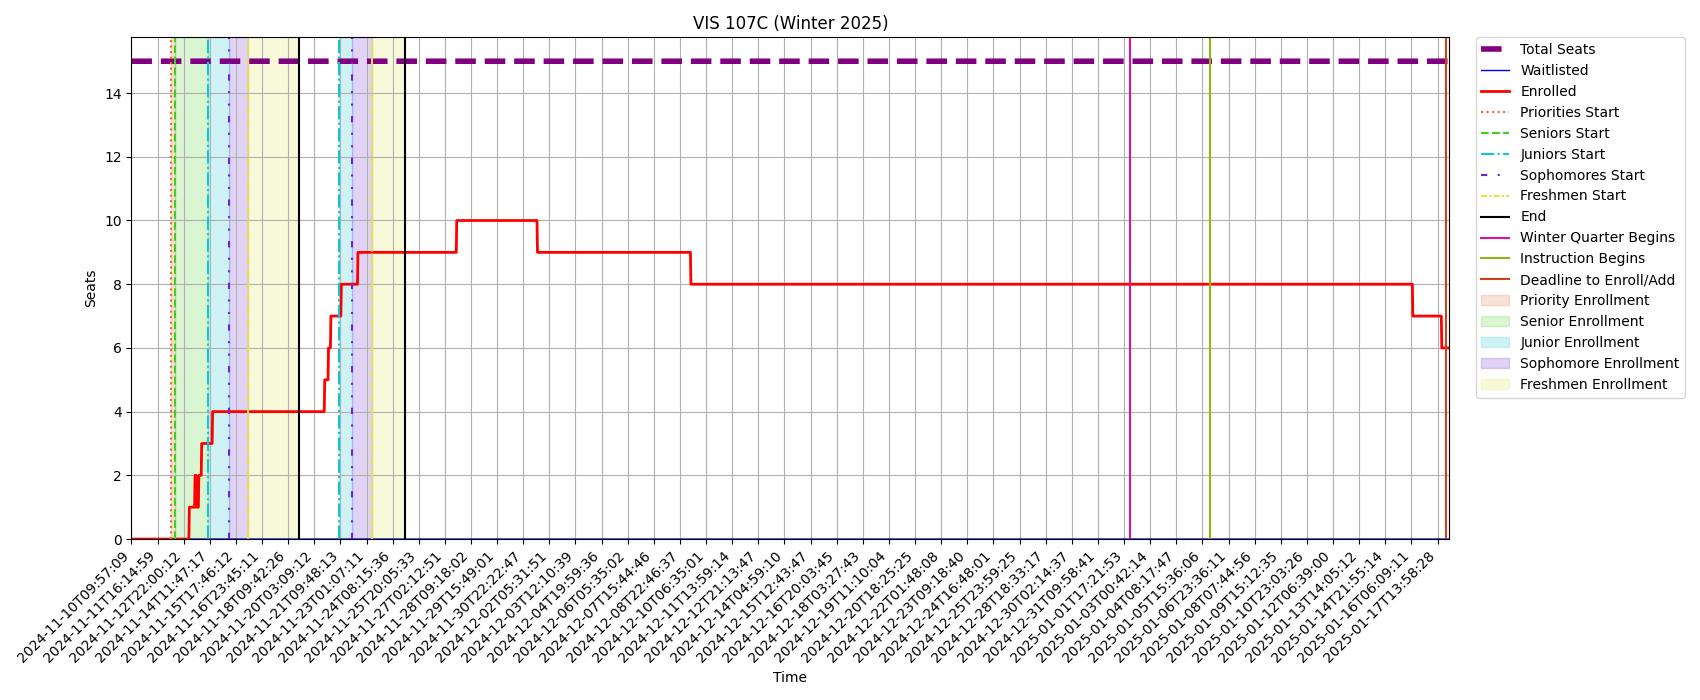 VIS 107C (Winter 2025)
Seats
14
12
10
8
6
4
2
0
2024-11-10T09:57:09
2024-11-11T16:14:59
2024-11-12T22:00:12
2024-11-14T11:47:17
2024-11-15T17:46:12
2024-11-16T23:45:11
2024-11-18T09:42:26
2024-11-20T03:09:12
2024-11-21T09:48:13
2024-11-23T01:07:11
2024-11-24T08:15:36
2024-11-25T20:05:33
2024-11-27T02:12:51
2024-11-28T09:18:02
2024-11-29T15:49:01
2024-11-30T22:22:47
2024-12-02T05:31:51
2024-12-03T12:10:39
2024-12-04T19:59:36
2024-12-06T05:35:02
2024-12-07T15:44:46
2024-12-08T22:46:37
2024-12-10T06:35:01
2024-12-11T13:59:14
2024-12-12T21:13:47
2024-12-14T04:59:10
2024-12-15T12:43:47
2024-12-16T20:03:45
2024-12-18T03:27:43
2024-12-19T11:10:04
2024-12-20T18:25:25
2024-12-22T01:48:08
2024-12-23T09:18:40
2024-12-24T16:48:01
2024-12-25T23:59:25
2024-12-28T18:33:17
2024-12-30T02:14:37
2024-12-31T09:58:41
2025-01-01T17:21:53
2025-01-03T00:42:14
2025-01-04T08:17:47
2025-01-05T15:36:06
2025-01-06T23:36:11
2025-01-08T07:44:56
2025-01-09T15:12:35
2025-01-10T23:03:26
2025-01-12T06:39:00
2025-01-13T14:05:12
2025-01-14T21:55:14
2025-01-16T06:09:11
2025-01-17T13:58:28
Time
Total Seats
Waitlisted
Enrolled
Priorities Start
Seniors Start
Juniors Start
Sophomores Start
Freshmen Start
End
Winter Quarter Begins
Instruction Begins
Deadline to Enroll/Add
Priority Enrollment
Senior Enrollment
Junior Enrollment
Sophomore Enrollment
Freshmen Enrollment